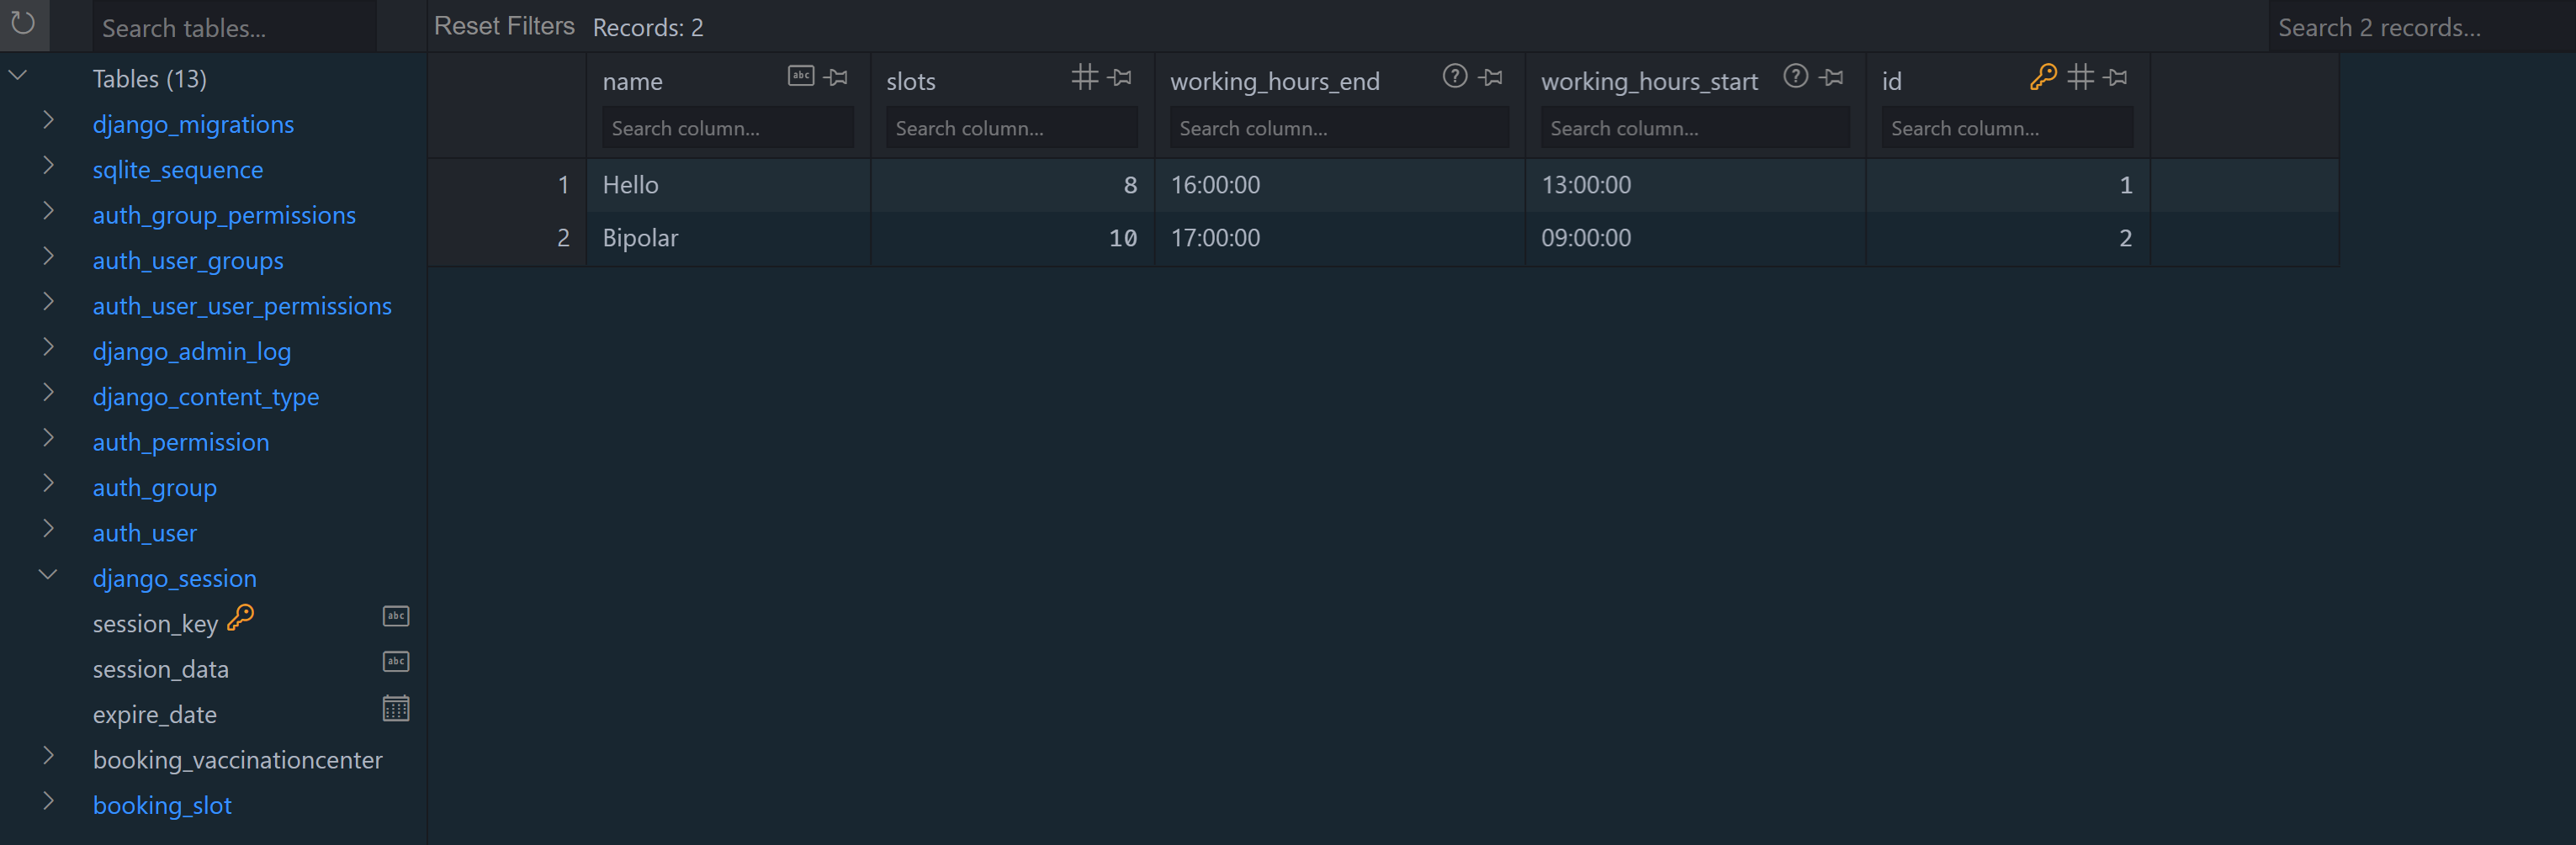 Search tables...
Reset Filters Records: 2
Search 2 records...
Tables (13)
django_migrations
sqlite_sequence
auth_group_permissions
auth_user_groups
auth_user_user_permissions
django_admin_log
django_content_type
auth_permission
auth_group
auth_user
django_session
session_key abc
session_data abc
expire_date
booking_vaccinationcenter
booking_slot
name abc slots working_hours_end ? working_hours_start ? id
Search column... Search column... Search column... Search column... Search column...
1 Hello 8 16:00:00 13:00:00 1
2 Bipolar 10 17:00:00 09:00:00 2